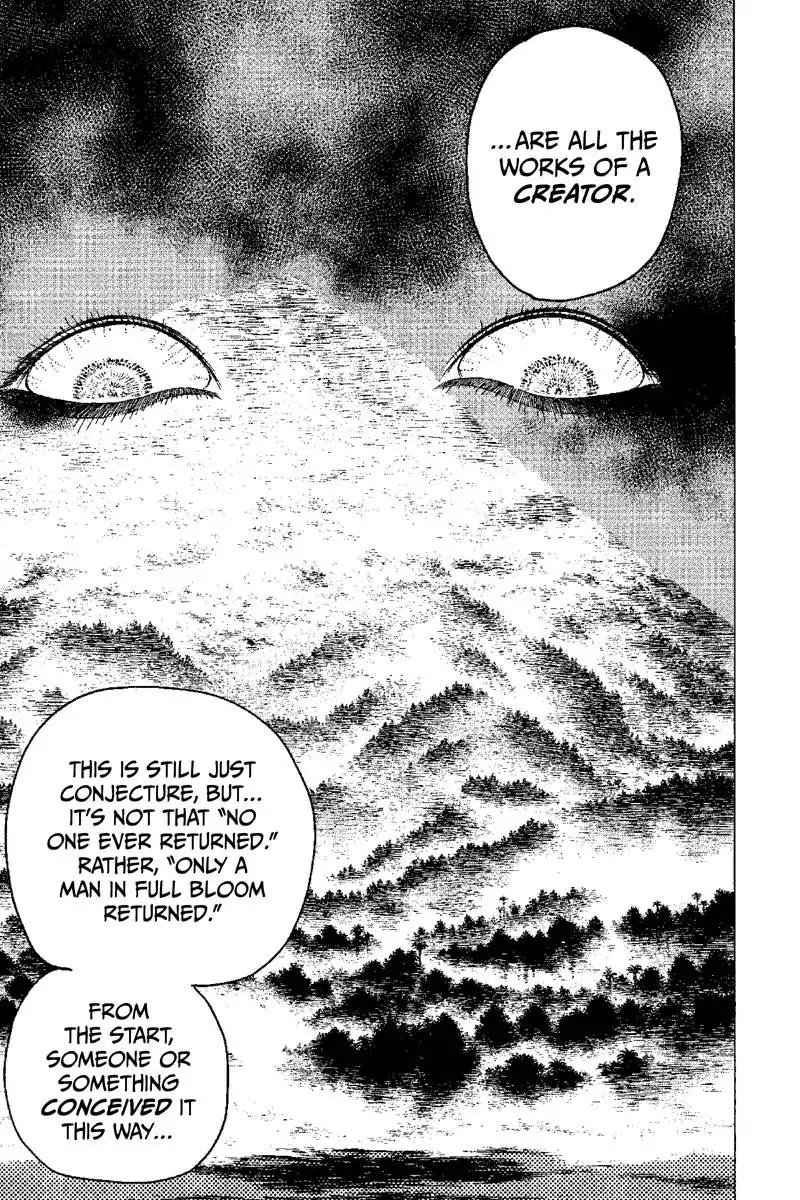 ...ARE ALL THE
WORKS OF A
CREATOR.
THIS IS STILL JUST
CONJECTURE, BUT...
IT'S NOT THAT "NO
ONE EVER RETURNED."
RATHER, "ONLY A
MAN IN FULL BLOOM
RETURNED."
FROM
THE START,
SOMEONE OR
SOMETHING
CONCEIVED IT
THIS WAY...